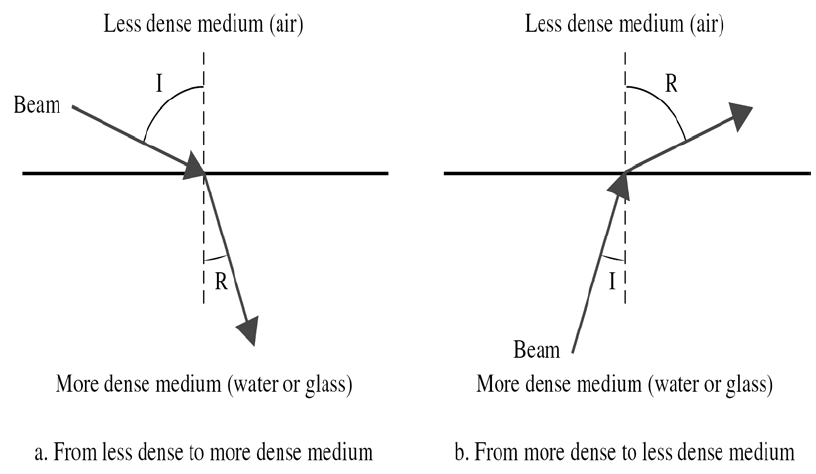 Less dense medium (air)
I
Beam
R
More dense medium (water or glass)
a. From less dense to more dense medium
Less dense medium (air)
R
I
Beam
More dense medium (water or glass)
b. From more dense to less dense medium